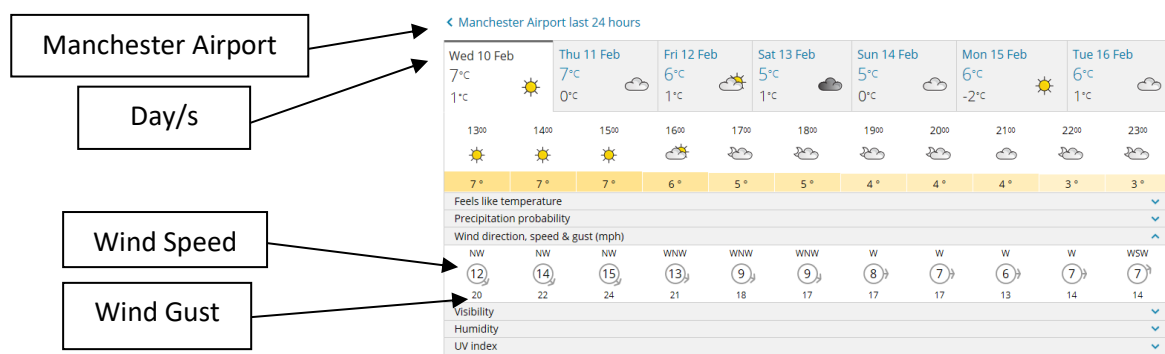 Manchester Airport
Day/s
Wind Speed
Wind Gust
Manchester Airport last 24 hours
Wed 10 Feb Thu 11 Feb Fri 12 Feb Sat 13 Feb Sun 14 Feb Mon 15 Feb Tue 16 Feb
7°C 7°C 6°C 5°C 5°C 6°C 6°C
1°C 0°C 1°C 1°C 0°C -2°C 1°C
1300 1400 1500 1600 1700 1800 1900 2000 2100 2200 2300
7° 7° 7° 6° 5° 5° 4° 4° 4° 3° 3°
Feels like temperature
Precipitation probability
Wind direction, speed & gust (mph)
NW NW NW WNW WNW WNW W W W W WSW
12 14 15 13 9 9 8 7 6 7 7
20 22 24 21 18 17 17 17 13 14 14
Visibility
Humidity
UV index